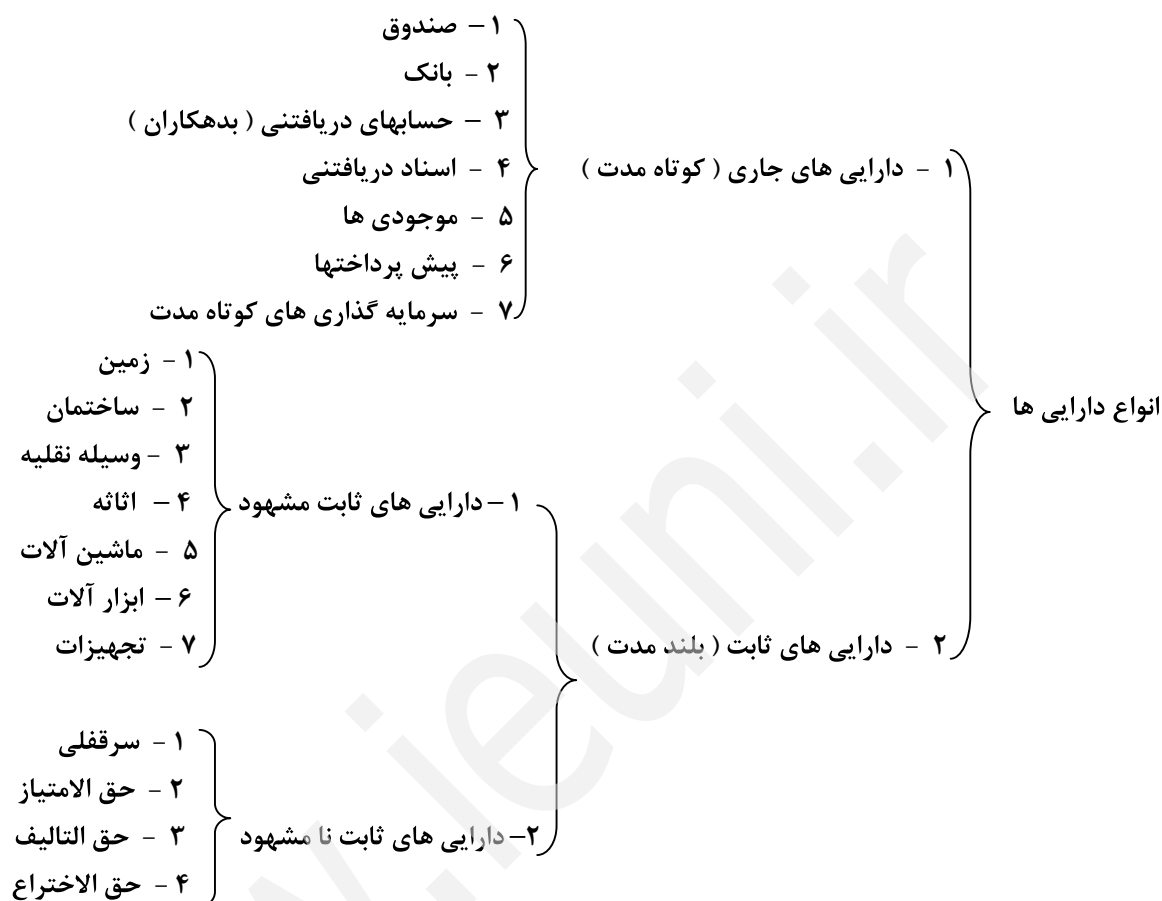 انواع دارایی ها
۱ - دارایی های جاری ( کوتاه مدت )
۱ – صندوق
۲ - بانک
۳ – حسابهای دریافتنی ( بدهکاران )
۴ - اسناد دریافتنی
۵ - موجودی ها
۶ - پیش پرداختها
۷ - سرمایه گذاری های کوتاه مدت
۲ - دارایی های ثابت ( بلند مدت )
۱ – دارایی های ثابت مشهود
۱ - زمین
۲ - ساختمان
۳ – وسیله نقلیه
۴ – اثاثه
۵ - ماشین آلات
۶ – ابزار آلات
۷ - تجهیزات
۲– دارایی های ثابت نا مشهود
۱ - سرقفلی
۲ - حق الامتیاز
۳ - حق التالیف
۴ - حق الاختراع
w.ieuni.ir